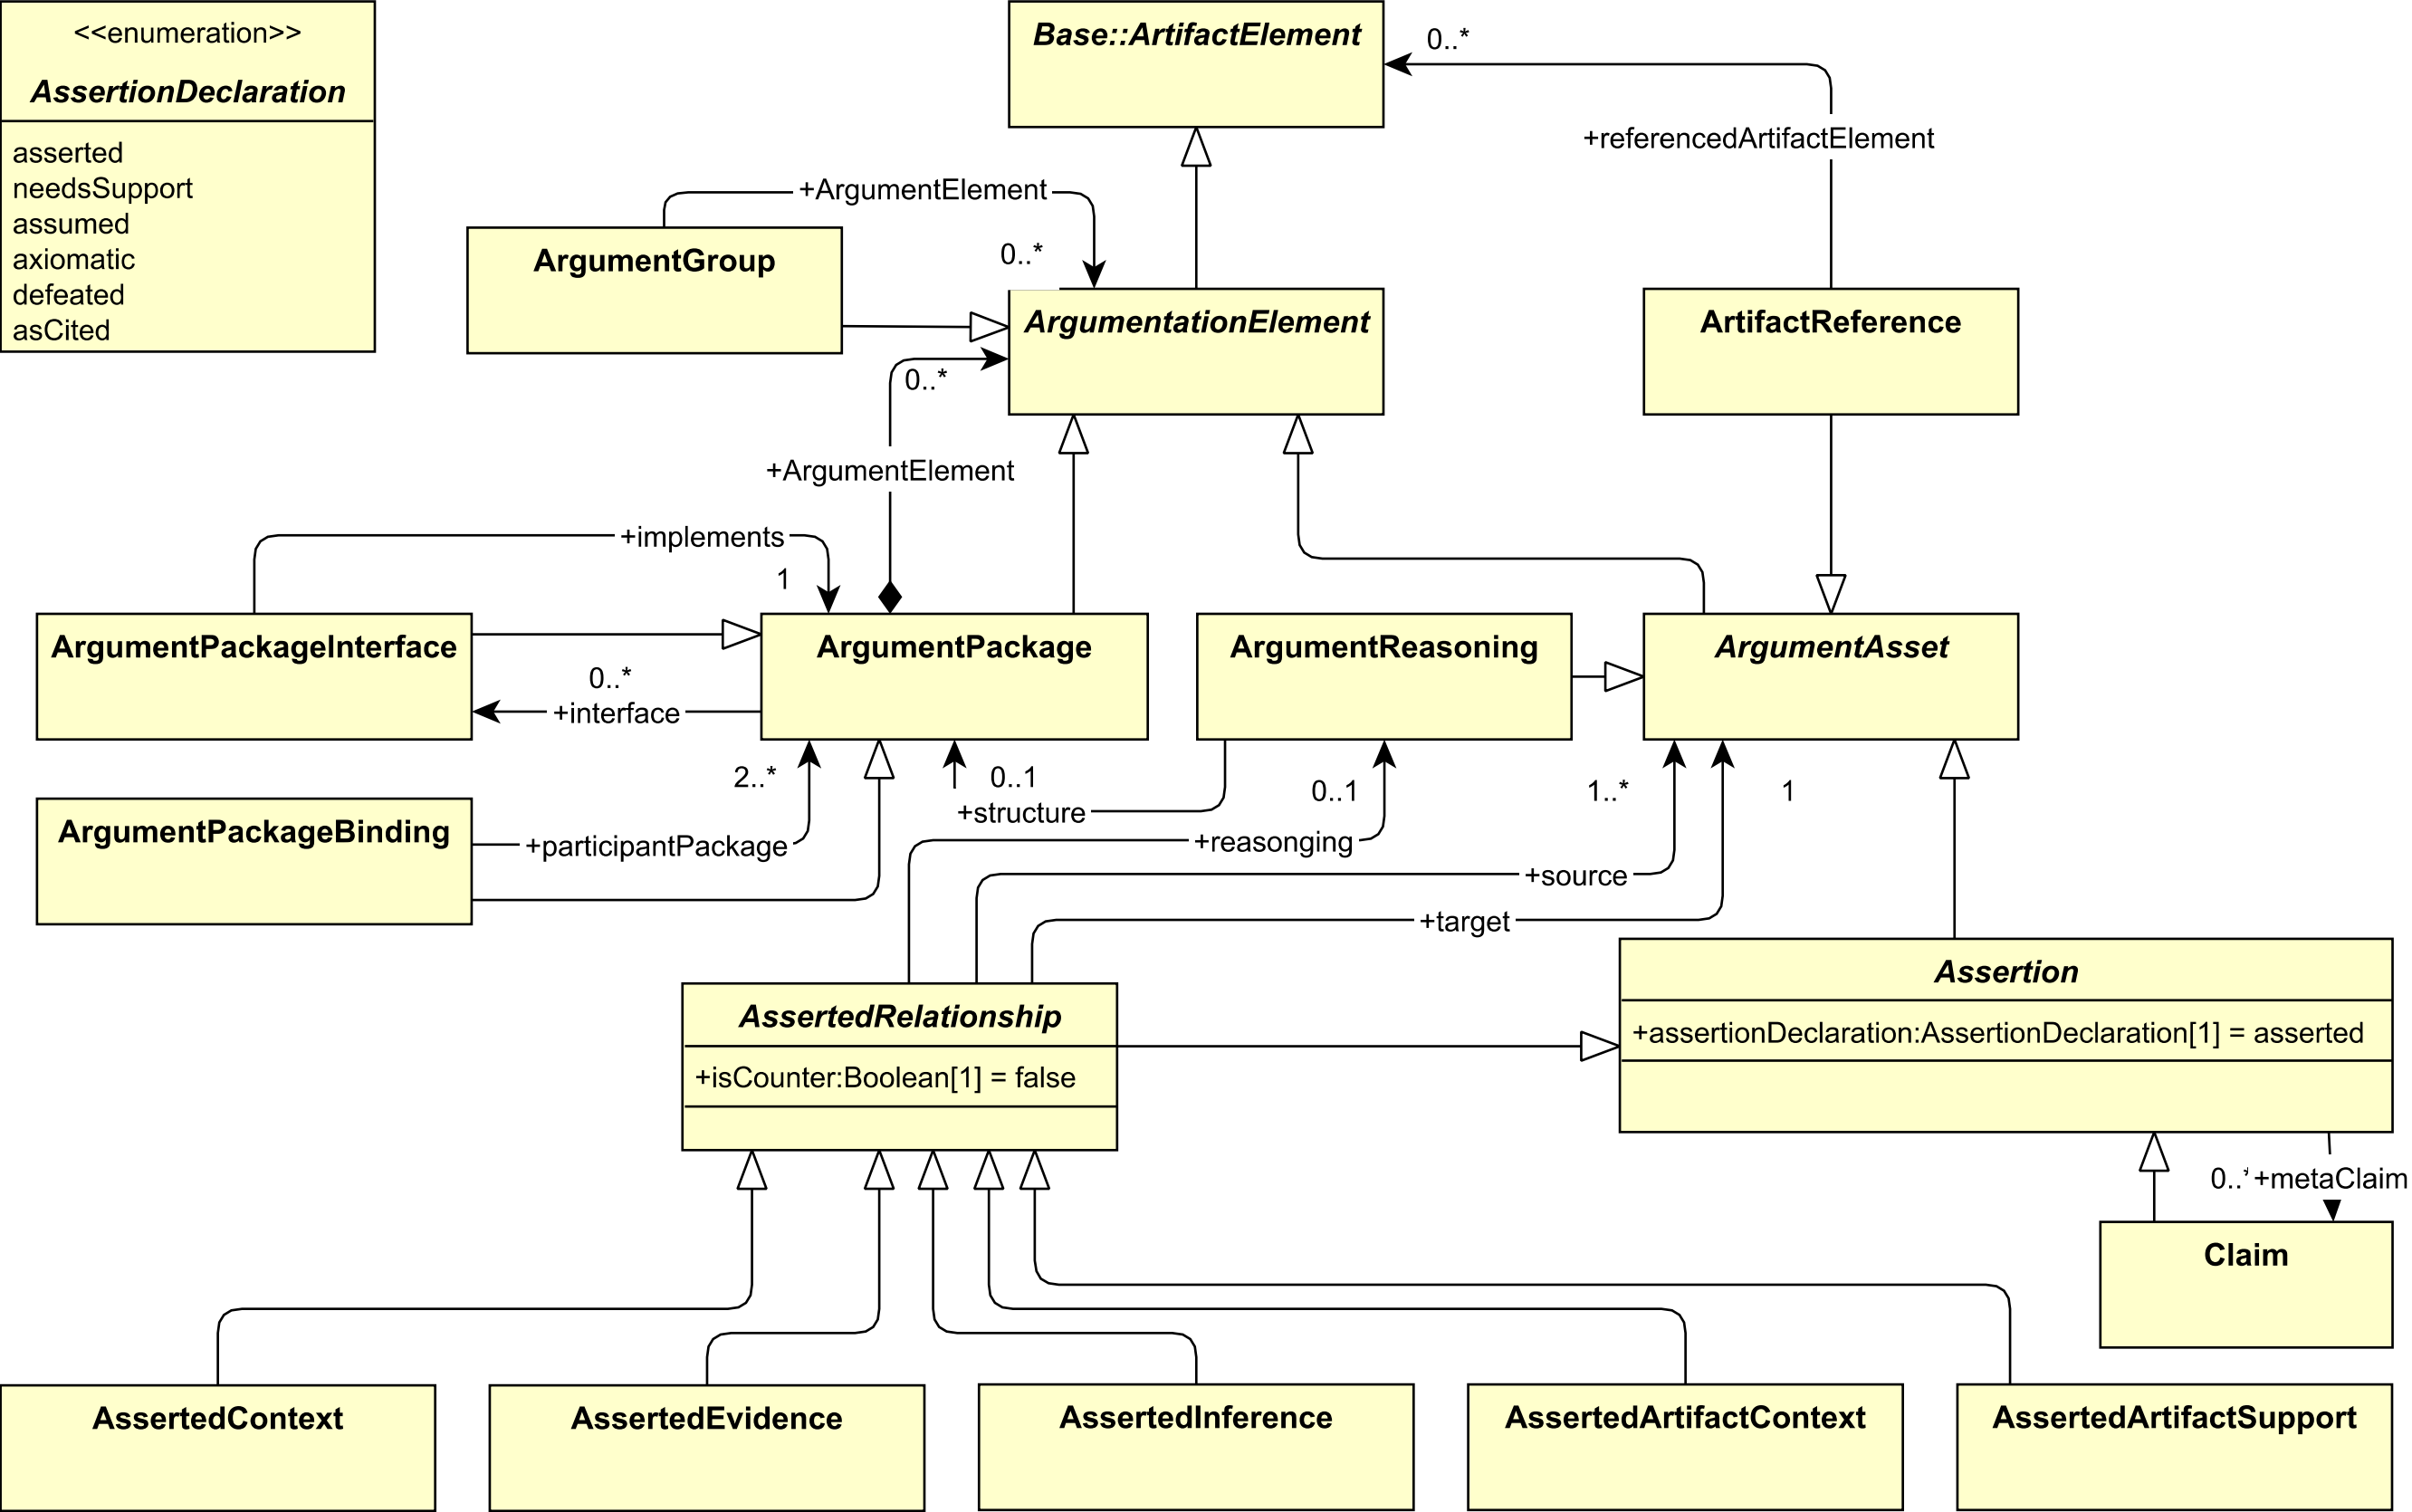 <<enumeration>>
AssertionDeclaration
asserted
needsSupport
assumed
axiomatic
defeated
asCited
Base::ArtifactElement
0..*
+referencedArtifactElement
+ArgumentElement
0..*
ArgumentGroup
ArgumentationElement
ArtifactReference
0..*
+ArgumentElement
+implements
1
ArgumentPackageInterface
ArgumentPackage
ArgumentReasoning
ArgumentAsset
0..*
+interface
2..*
0..1
0..1
1..*
1
+structure
ArgumentPackageBinding
+participantPackage
+reasonging
+source
+target
Assertion
+assertionDeclaration:AssertionDeclaration[1] = asserted
AssertedRelationship
+isCounter:Boolean[1] = false
0..* +metaClaim
Claim
AssertedContext
AssertedEvidence
AssertedInference
AssertedArtifactContext
AssertedArtifactSupport